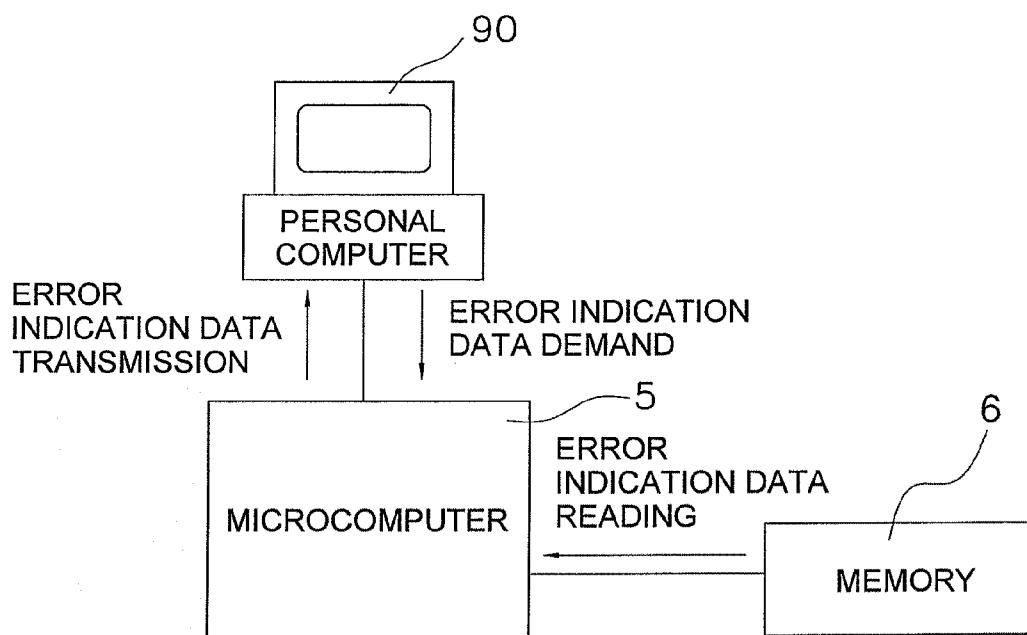 90
PERSONAL
COMPUTER
ERROR
INDICATION DATA
TRANSMISSION
ERROR INDICATION
DATA DEMAND
5
6
ERROR
INDICATION DATA
READING
MICROCOMPUTER
MEMORY